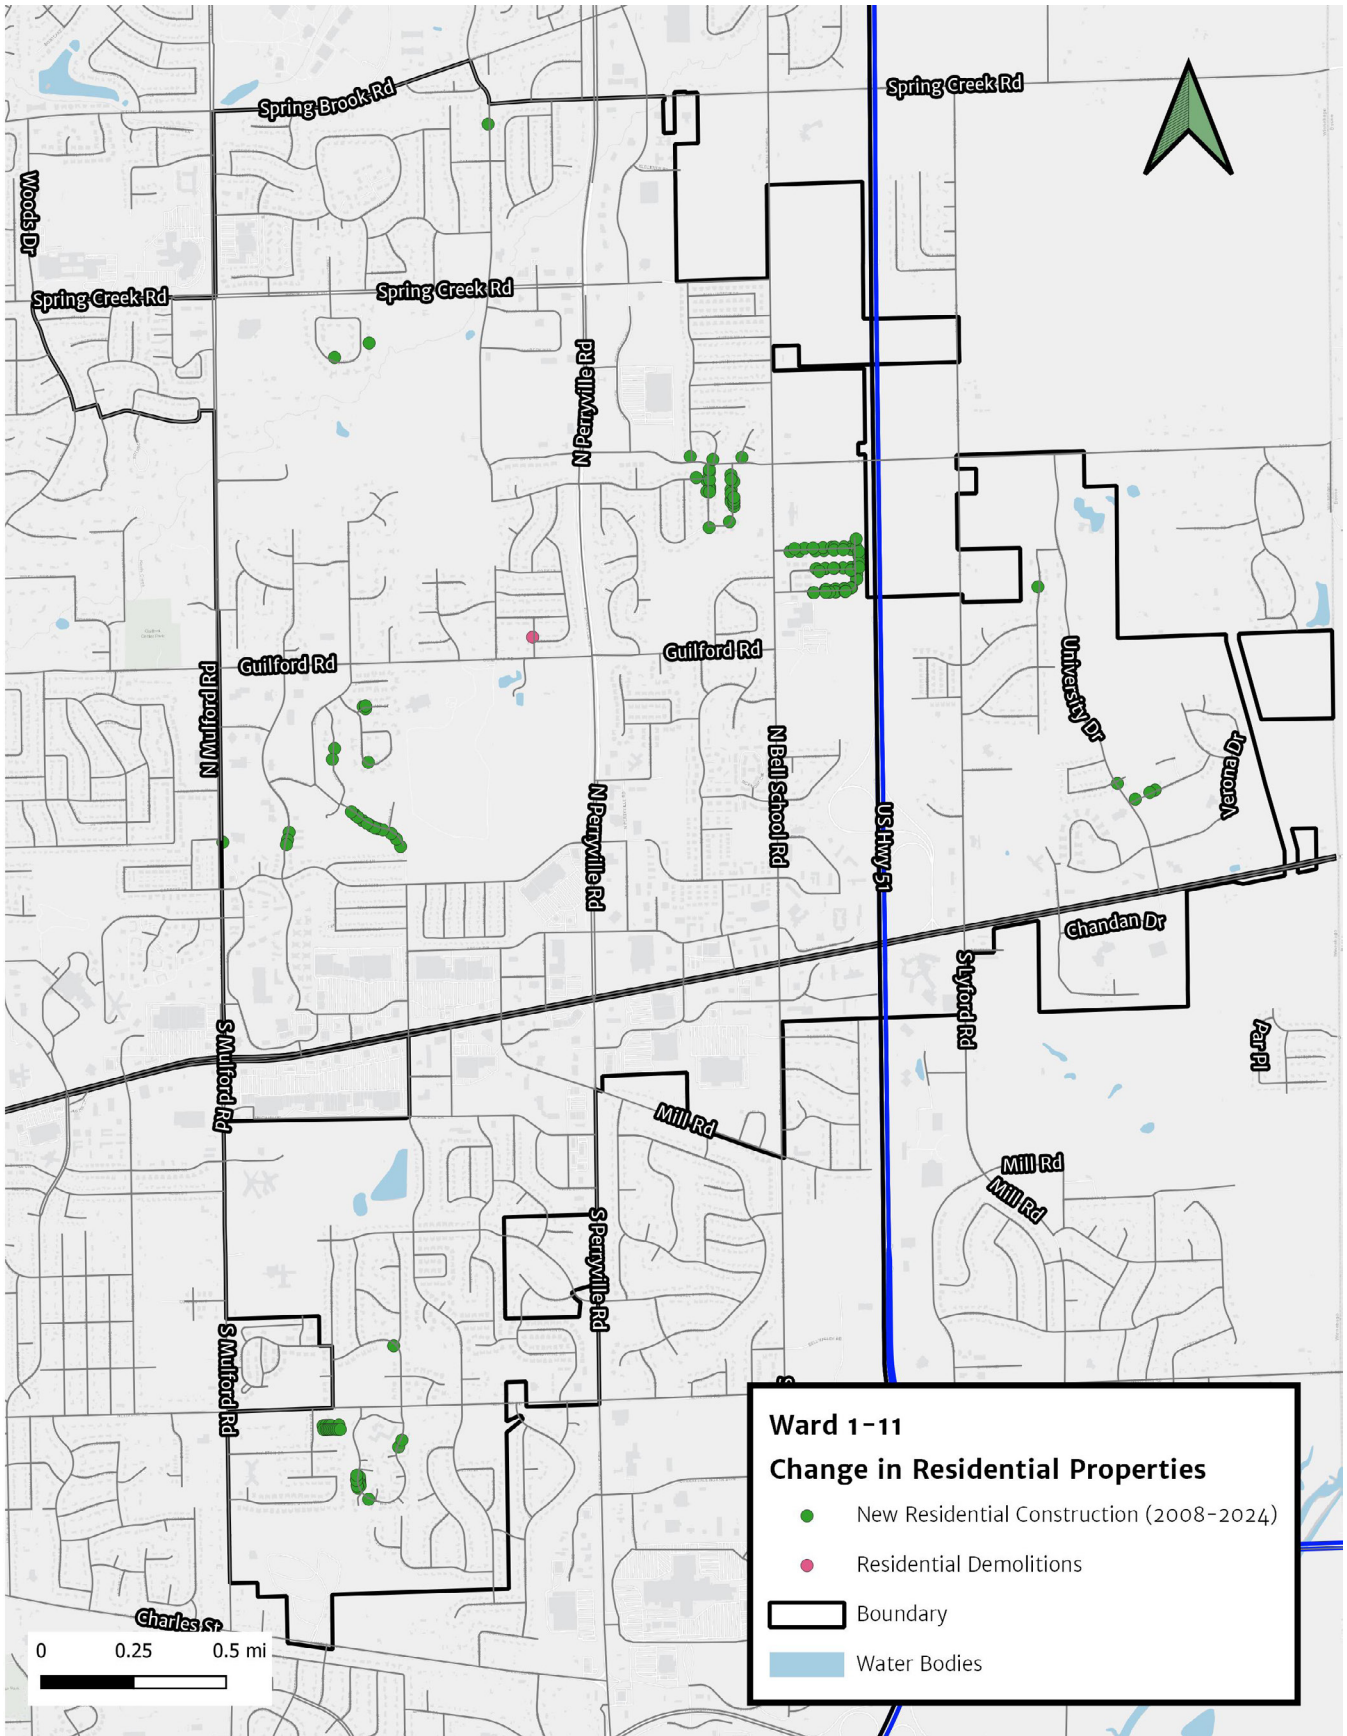 Spring Creek Rd
Spring Brook Rd
Woods Dr
Spring Creek Rd
Spring Creek Rd
N Perryville Rd
Guilford Rd
Guilford Rd
N Mulford Rd
University Dr
N Bell School Rd
Verona Dr
N Perryville Rd
US Hwy 51
Chandan Dr
S Lyford Rd
S Mulford Rd
Par Pl
Mill Rd
Mill Rd
Mill Rd
S Perryville Rd
S Mulford Rd
S
Charles St
0 0.25 0.5 mi
Ward 1-11
Change in Residential Properties
New Residential Construction (2008-2024)
Residential Demolitions
Boundary
Water Bodies